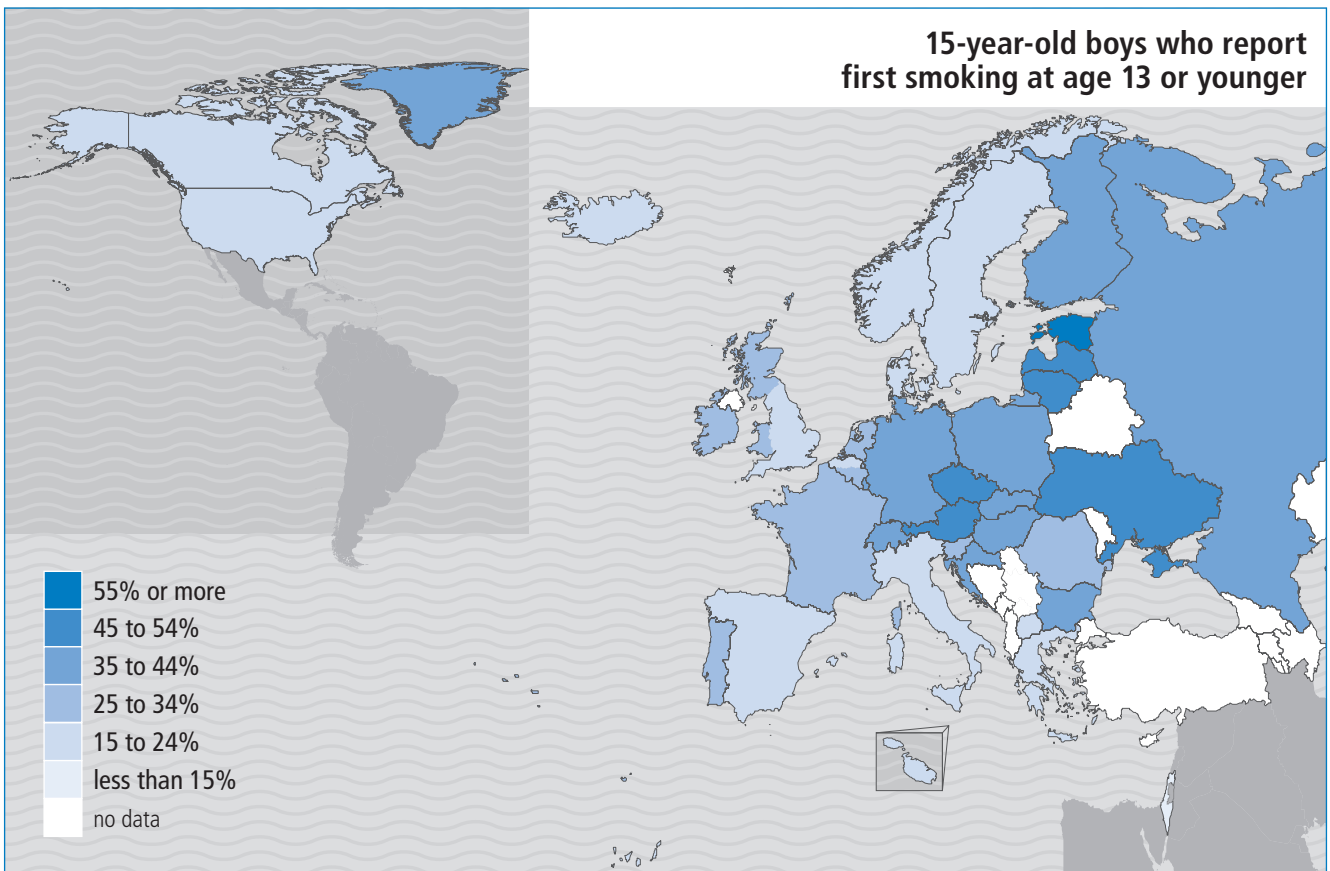 15-year-old boys who report
first smoking at age 13 or younger
55% or more
45 to 54%
35 to 44%
25 to 34%
15 to 24%
less than 15%
no data